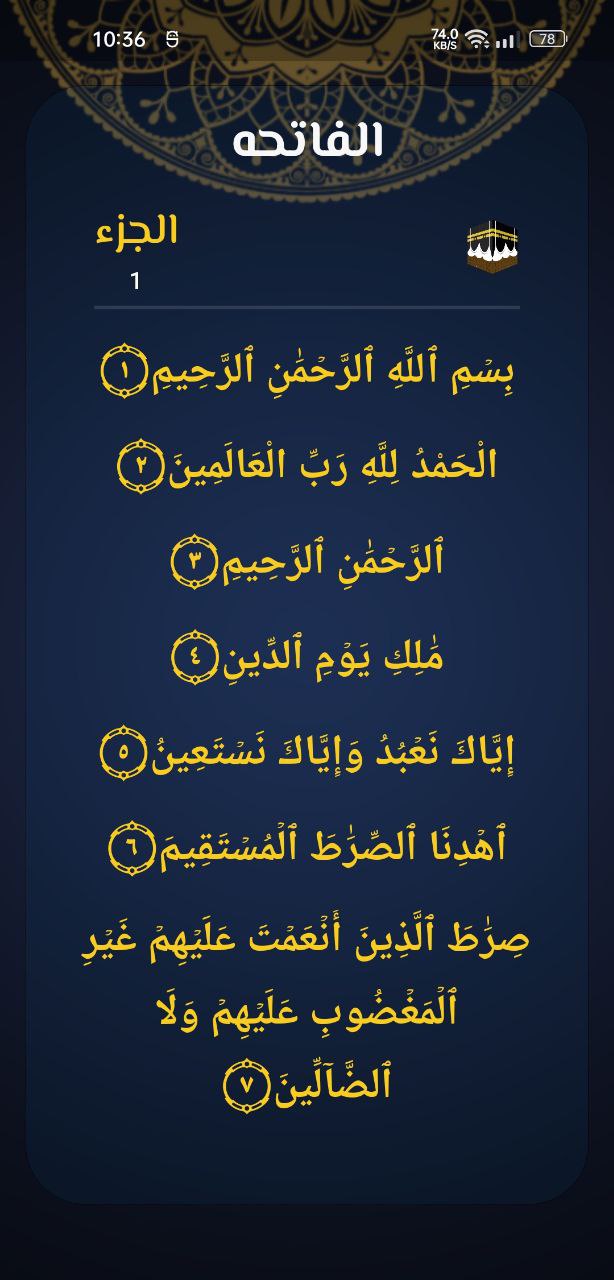 10:36
74.0
KB/S
78
الفاتحه
الجزء
1
بِسۡمِ ٱللَّهِ ٱلرَّحۡمَٰنِ ٱلرَّحِيمِ ١
الْحَمْدُ لِلَّهِ رَبِّ الْعَالَمِينَ ٢
ٱلرَّحۡمَٰنِ ٱلرَّحِيمِ ٣
مَٰلِكِ يَوۡمِ ٱلدِّينِ ٤
إِيَّاكَ نَعۡبُدُ وَإِيَّاكَ نَسۡتَعِينُ ٥
ٱهۡدِنَا ٱلصِّرَٰطَ ٱلۡمُسۡتَقِيمَ ٦
صِرَٰطَ ٱلَّذِينَ أَنۡعَمۡتَ عَلَيۡهِمۡ غَيۡرِ
ٱلۡمَغۡضُوبِ عَلَيۡهِمۡ وَلَا
ٱلضَّآلِّينَ ٧